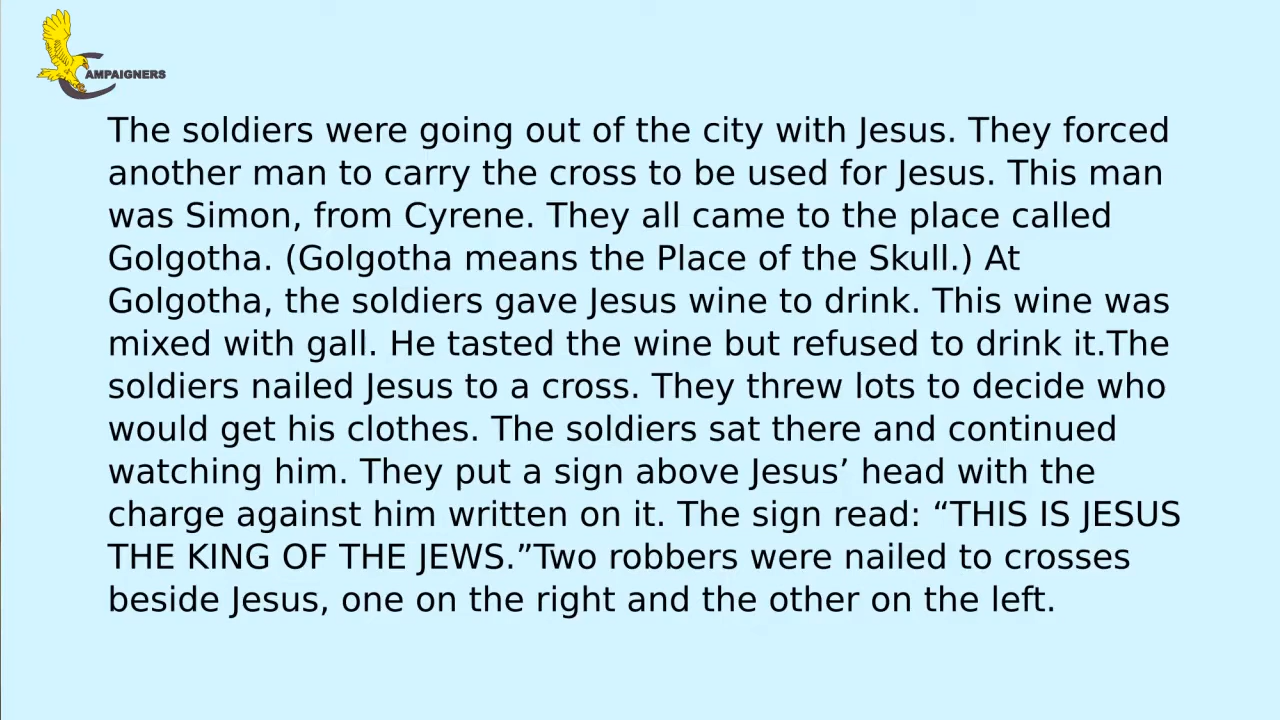 CAMPAIGNERS
The soldiers were going out of the city with Jesus. They forced
another man to carry the cross to be used for Jesus. This man
was Simon, from Cyrene. They all came to the place called
Golgotha. (Golgotha means the Place of the Skull.) At
Golgotha, the soldiers gave Jesus wine to drink. This wine was
mixed with gall. He tasted the wine but refused to drink it.The
soldiers nailed Jesus to a cross. They threw lots to decide who
would get his clothes. The soldiers sat there and continued
watching him. They put a sign above Jesus’ head with the
charge against him written on it. The sign read: “THIS IS JESUS
THE KING OF THE JEWS.”Two robbers were nailed to crosses
beside Jesus, one on the right and the other on the left.